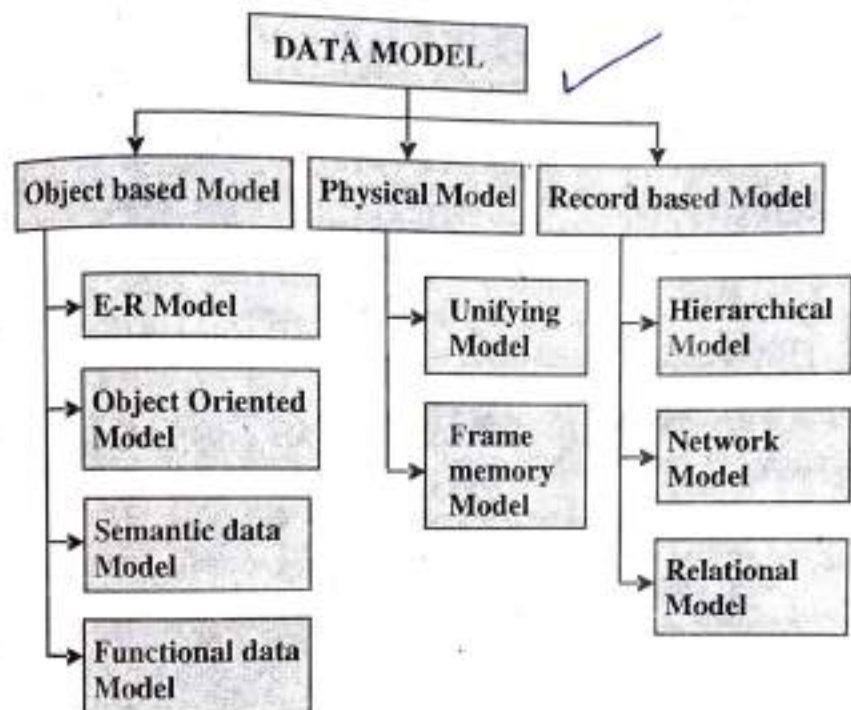 DATA MODEL
Object based Model
Physical Model
Record based Model
E-R Model
Object Oriented
Model
Semantic data
Model
Functional data
Model
Unifying
Model
Frame
memory
Model
Hierarchical
Model
Network
Model
Relational
Model